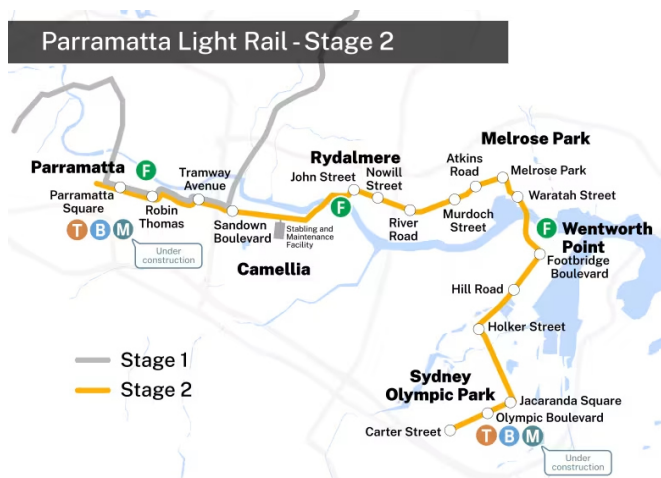 Parramatta Light Rail - Stage 2
Melrose Park
Atkins
Road
Melrose Park
Rydalmere
Nowill
Street
John Street
F
Parramatta
Tramway
Avenue
Parramatta
Square
Robin
Thomas
T B M
Under
construction
Sandown
Boulevard
Stabling and
Maintenance
Facility
F
River
Road
Murdoch
Street
Waratah Street
F
Wentworth
Point
Footbridge
Boulevard
Camellia
Hill Road
Holker Street
Stage 1
Stage 2
Sydney
Olympic Park
Jacaranda Square
Olympic Boulevard
Carter Street
T B M
Under
construction